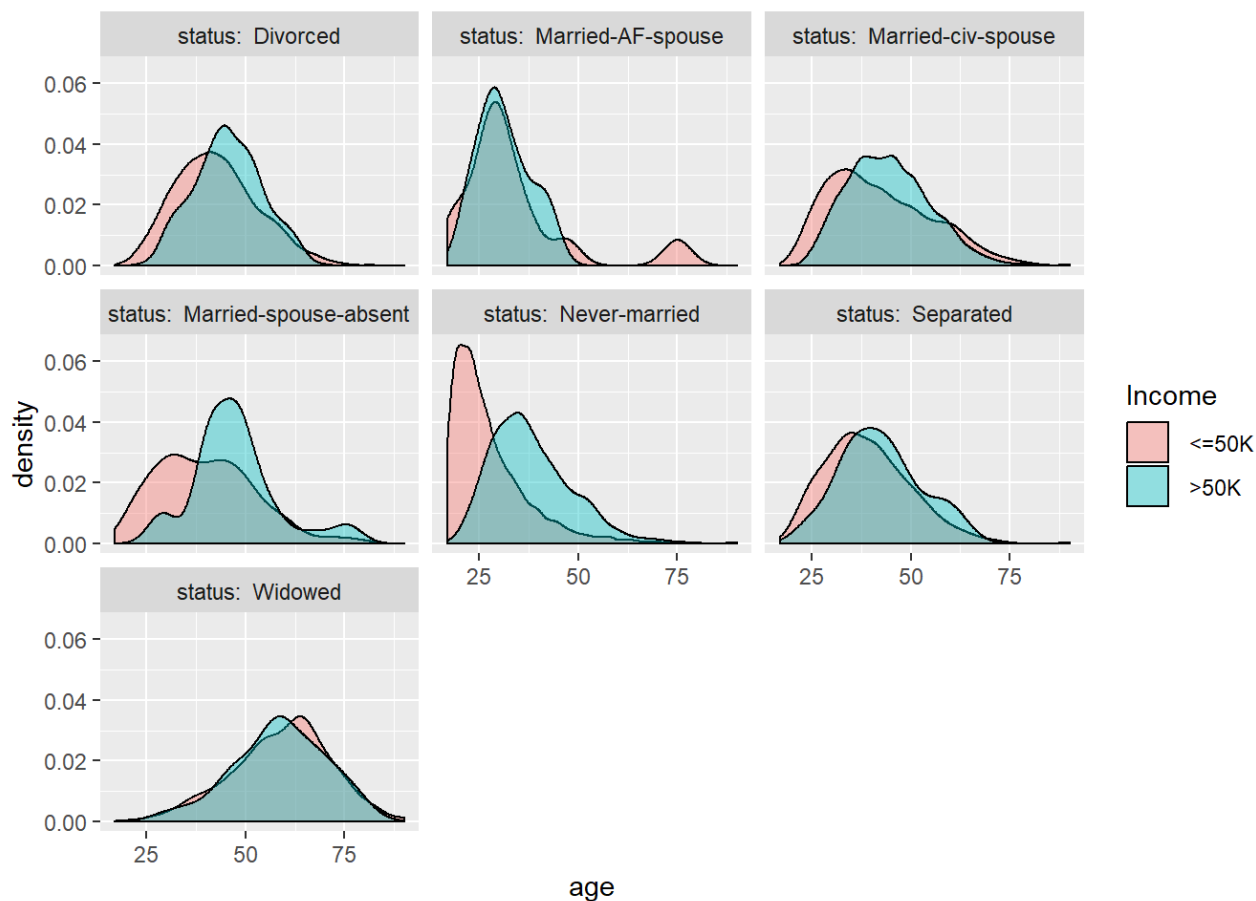 status: Divorced
status: Married-AF-spouse
status: Married-civ-spouse
0.06
0.04
0.02
0.00
status: Married-spouse-absent
status: Never-married
status: Separated
0.06
0.04
0.02
0.00
25 50 75
25 50 75
status: Widowed
0.06
0.04
0.02
0.00
25 50 75
density
age
Income
<=50K
>50K